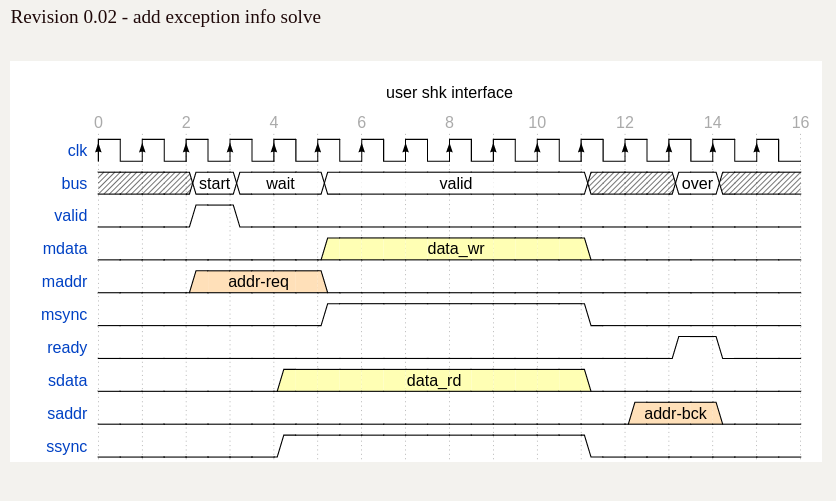 Revision 0.02 - add exception info solve
user shk interface
0 2 4 6 8 10 12 14 16
clk
bus start wait valid over
valid
mdata data_wr
maddr addr-req
msync
ready
sdata data_rd
saddr addr-bck
ssync